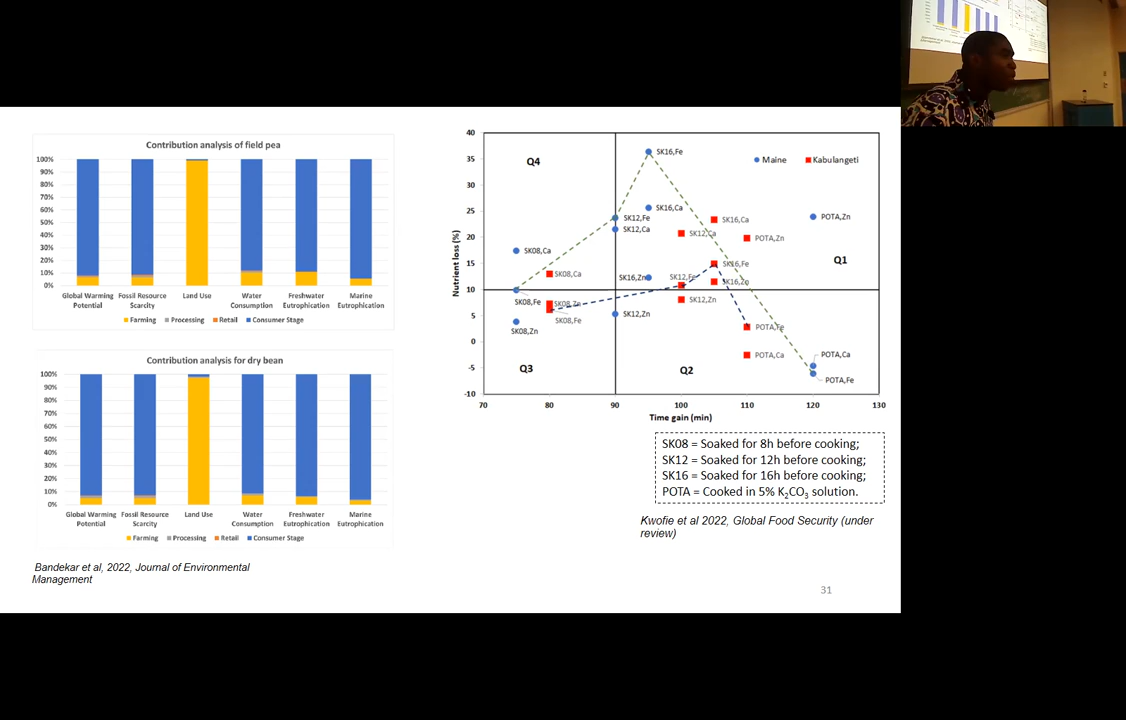 Contribution analysis of field pea
100%
90%
80%
70%
60%
50%
40%
30%
20%
10%
0%
Global Warming Potential
Fossil Resource Scarcity
Land Use
Water Consumption
Freshwater Eutrophication
Marine Eutrophication
Farming Processing Retail Consumer Stage
Contribution analysis for dry bean
100%
90%
80%
70%
60%
50%
40%
30%
20%
10%
0%
Global Warming Potential
Fossil Resource Scarcity
Land Use
Water Consumption
Freshwater Eutrophication
Marine Eutrophication
Farming Processing Retail Consumer Stage
Bandekar et al, 2022, Journal of Environmental
Management
Nutrient loss (%)
40
35
30
25
20
15
10
5
0
-5
-10
Q4
Q1
Q3
Q2
Maine Kabulangeti
SK16,Fe
SK16,Ca
SK12,Fe
SK12,Ca
SK08,Ca
SK16,Zn
SK08,Fe
SK08,Zn
SK12,Zn
POTA,Zn
POTA,Ca
POTA,Fe
SK16,Ca
SK12,Ca
POTA,Zn
SK08,Ca
SK16,Fe
SK12,Fe
SK16,Zn
SK08,Zn
SK08,Fe
SK12,Zn
POTA,Fe
POTA,Ca
70 80 90 100 110 120 130
Time gain (min)
SK08 = Soaked for 8h before cooking;
SK12 = Soaked for 12h before cooking;
SK16 = Soaked for 16h before cooking;
POTA = Cooked in 5% K₂CO₃ solution.
Kwofie et al 2022, Global Food Security (under
review)
31